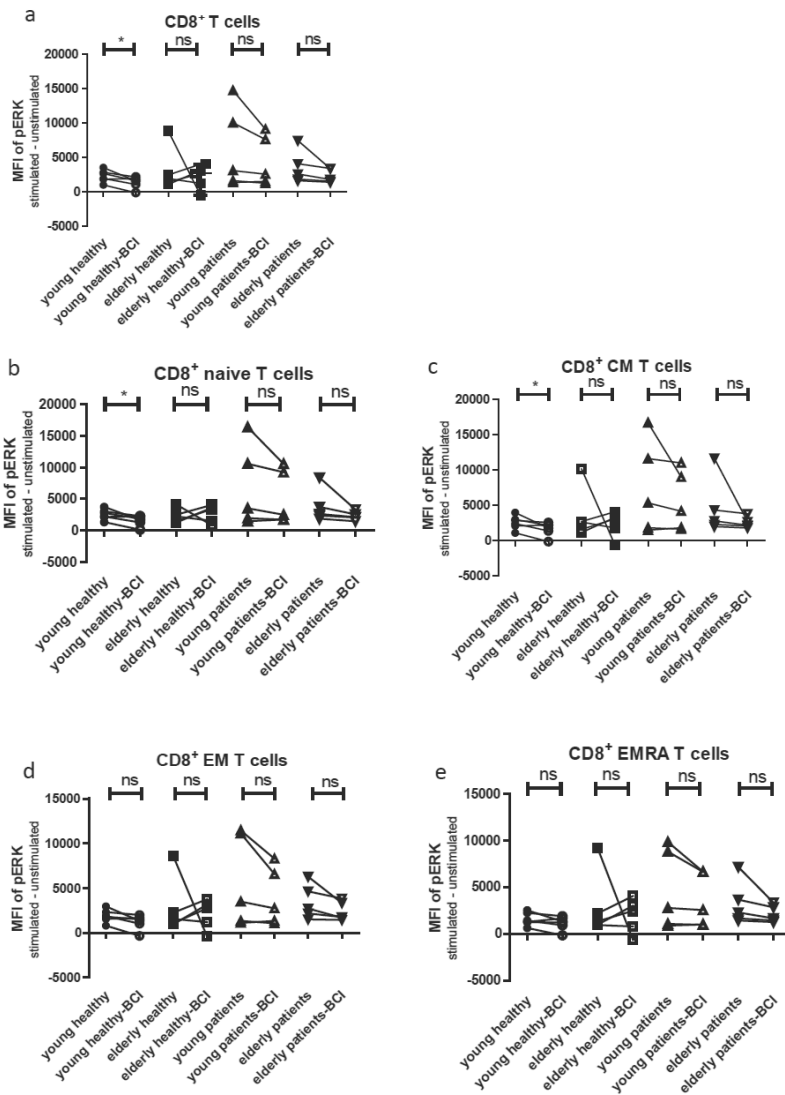 a
CD8⁺ T cells
*
ns
ns
ns
MFI of pERK
stimulated - unstimulated
20000
15000
10000
5000
0
-5000
young healthy
young healthy-BCI
elderly healthy
elderly healthy-BCI
young patients
young patients-BCI
elderly patients
elderly patients-BCI
b
CD8⁺ naive T cells
*
ns
ns
ns
MFI of pERK
stimulated - unstimulated
20000
15000
10000
5000
0
-5000
young healthy
young healthy-BCI
elderly healthy
elderly healthy-BCI
young patients
young patients-BCI
elderly patients
elderly patients-BCI
c
CD8⁺ CM T cells
*
ns
ns
ns
MFI of pERK
stimulated - unstimulated
20000
15000
10000
5000
0
-5000
young healthy
young healthy-BCI
elderly healthy
elderly healthy-BCI
young patients
young patients-BCI
elderly patients
elderly patients-BCI
d
CD8⁺ EM T cells
ns
ns
ns
ns
MFI of pERK
stimulated - unstimulated
15000
10000
5000
0
-5000
young healthy
young healthy-BCI
elderly healthy
elderly healthy-BCI
young patients
young patients-BCI
elderly patients
elderly patients-BCI
e
CD8⁺ EMRA T cells
ns
ns
ns
ns
MFI of pERK
stimulated - unstimulated
15000
10000
5000
0
-5000
young healthy
young healthy-BCI
elderly healthy
elderly healthy-BCI
young patients
young patients-BCI
elderly patients
elderly patients-BCI